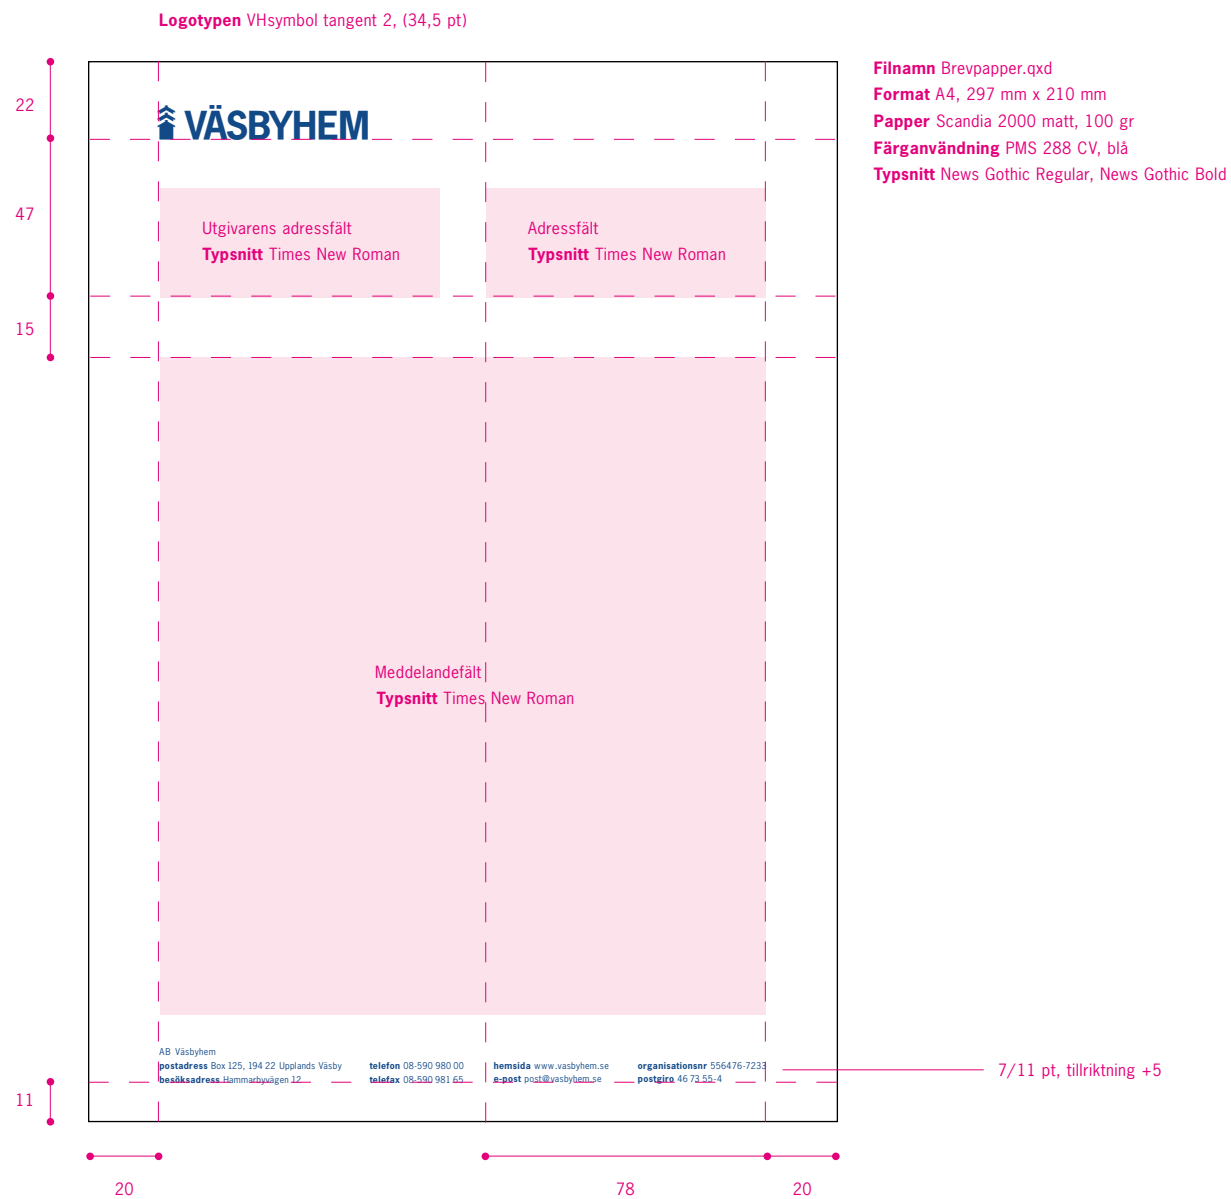 Logotypen VHsymbol tangent 2, (34,5 pt)
Filnamn Brevpapper.qxd
Format A4, 297 mm x 210 mm
Papper Scandia 2000 matt, 100 gr
Färganvändning PMS 288 CV, blå
Typsnitt News Gothic Regular, News Gothic Bold
22
VÄSBYHEM
47
Utgivarens adressfält
Typsnitt Times New Roman
Adressfält
Typsnitt Times New Roman
15
Meddelandefält
Typsnitt Times New Roman
AB Väsbyhem
postadress Box 125, 194 22 Upplands Väsby telefon 08-590 980 00 hemsida www.vasbyhem.se organisationsnr 556476-7233
besöksadress Hammarbyvägen 12 telefax 08-590 981 65 e-post post@vasbyhem.se postgiro 46 73 55-4
7/11 pt, tillriktning +5
11
20 78 20